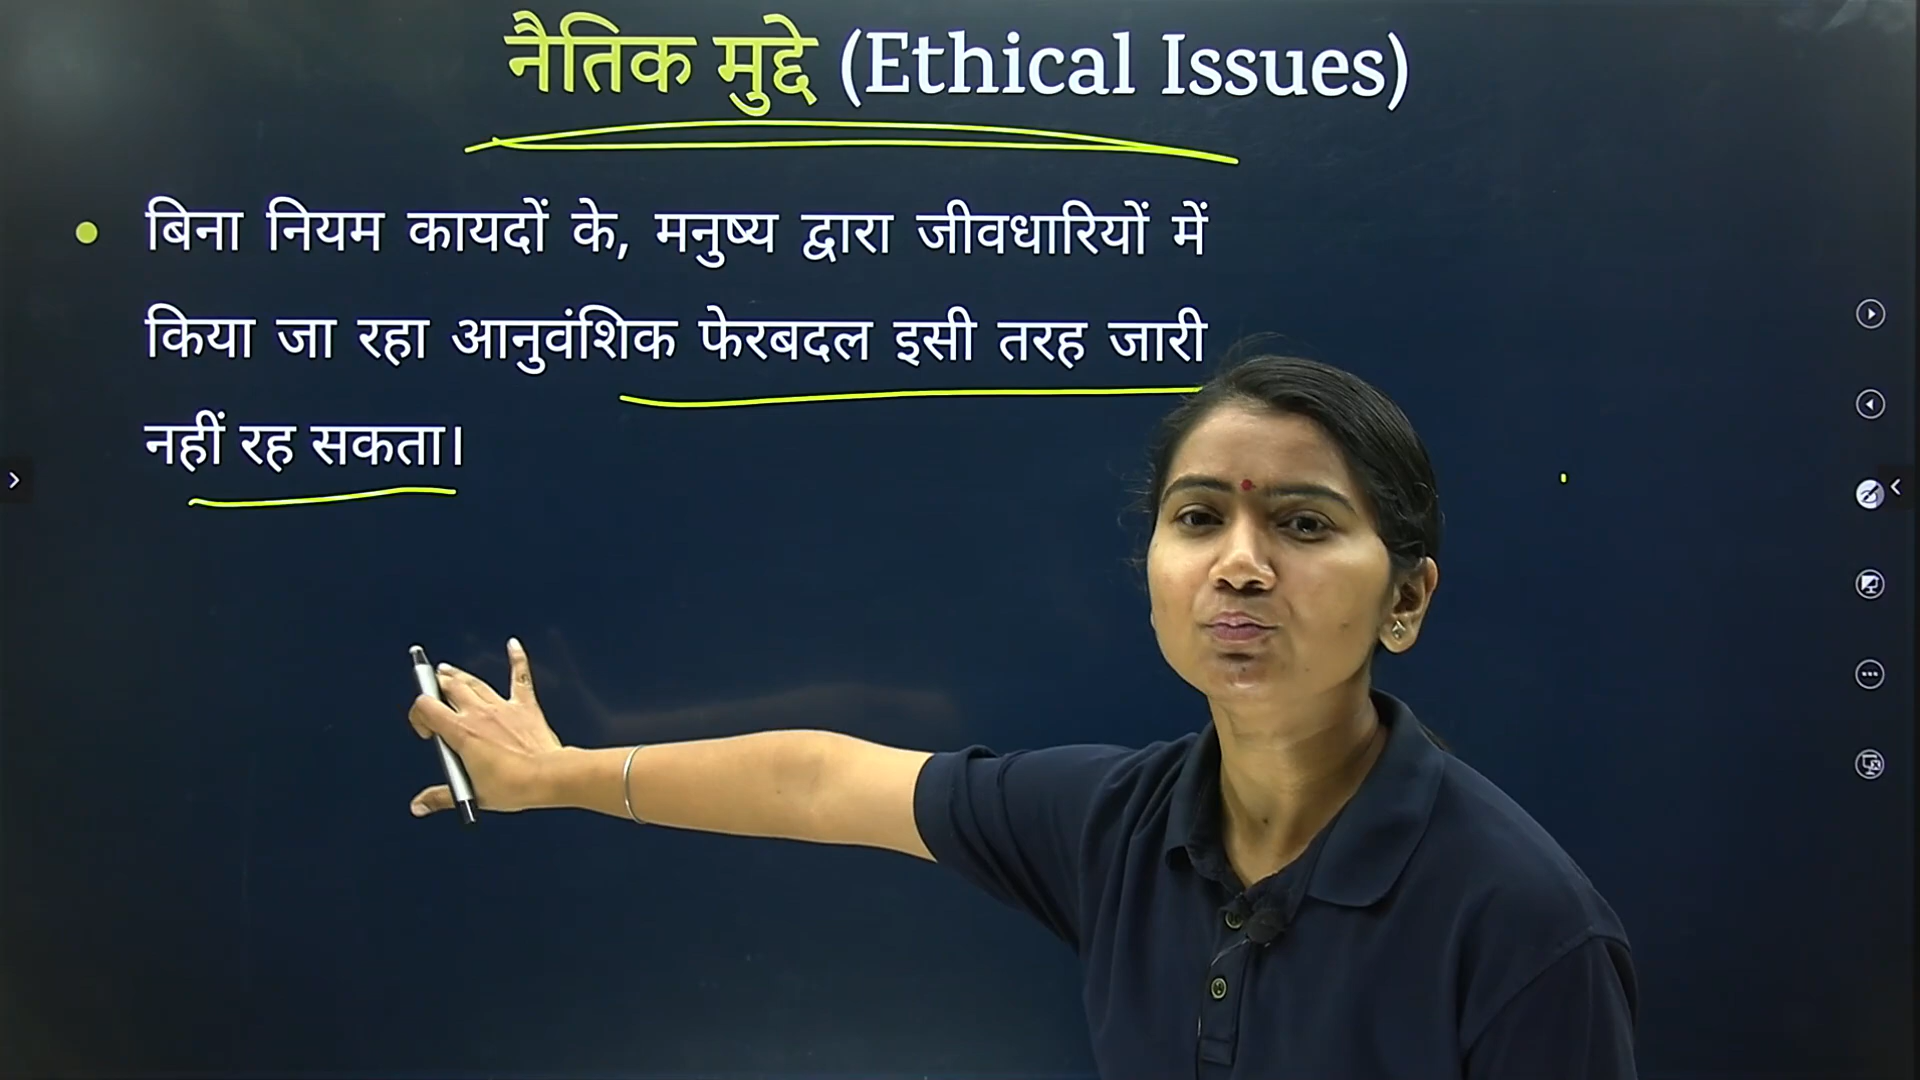 नैतिक मुद्दे (Ethical Issues)
बिना नियम कायदों के, मनुष्य द्वारा जीवधारियों में
किया जा रहा आनुवंशिक फेरबदल इसी तरह जारी
नहीं रह सकता।